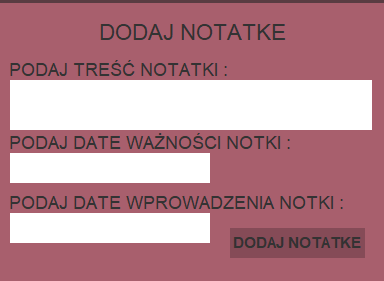 DODAJ NOTATKE
PODAJ TREŚĆ NOTATKI :
PODAJ DATE WAŻNOŚCI NOTKI :
PODAJ DATE WPROWADZENIA NOTKI :
DODAJ NOTATKE